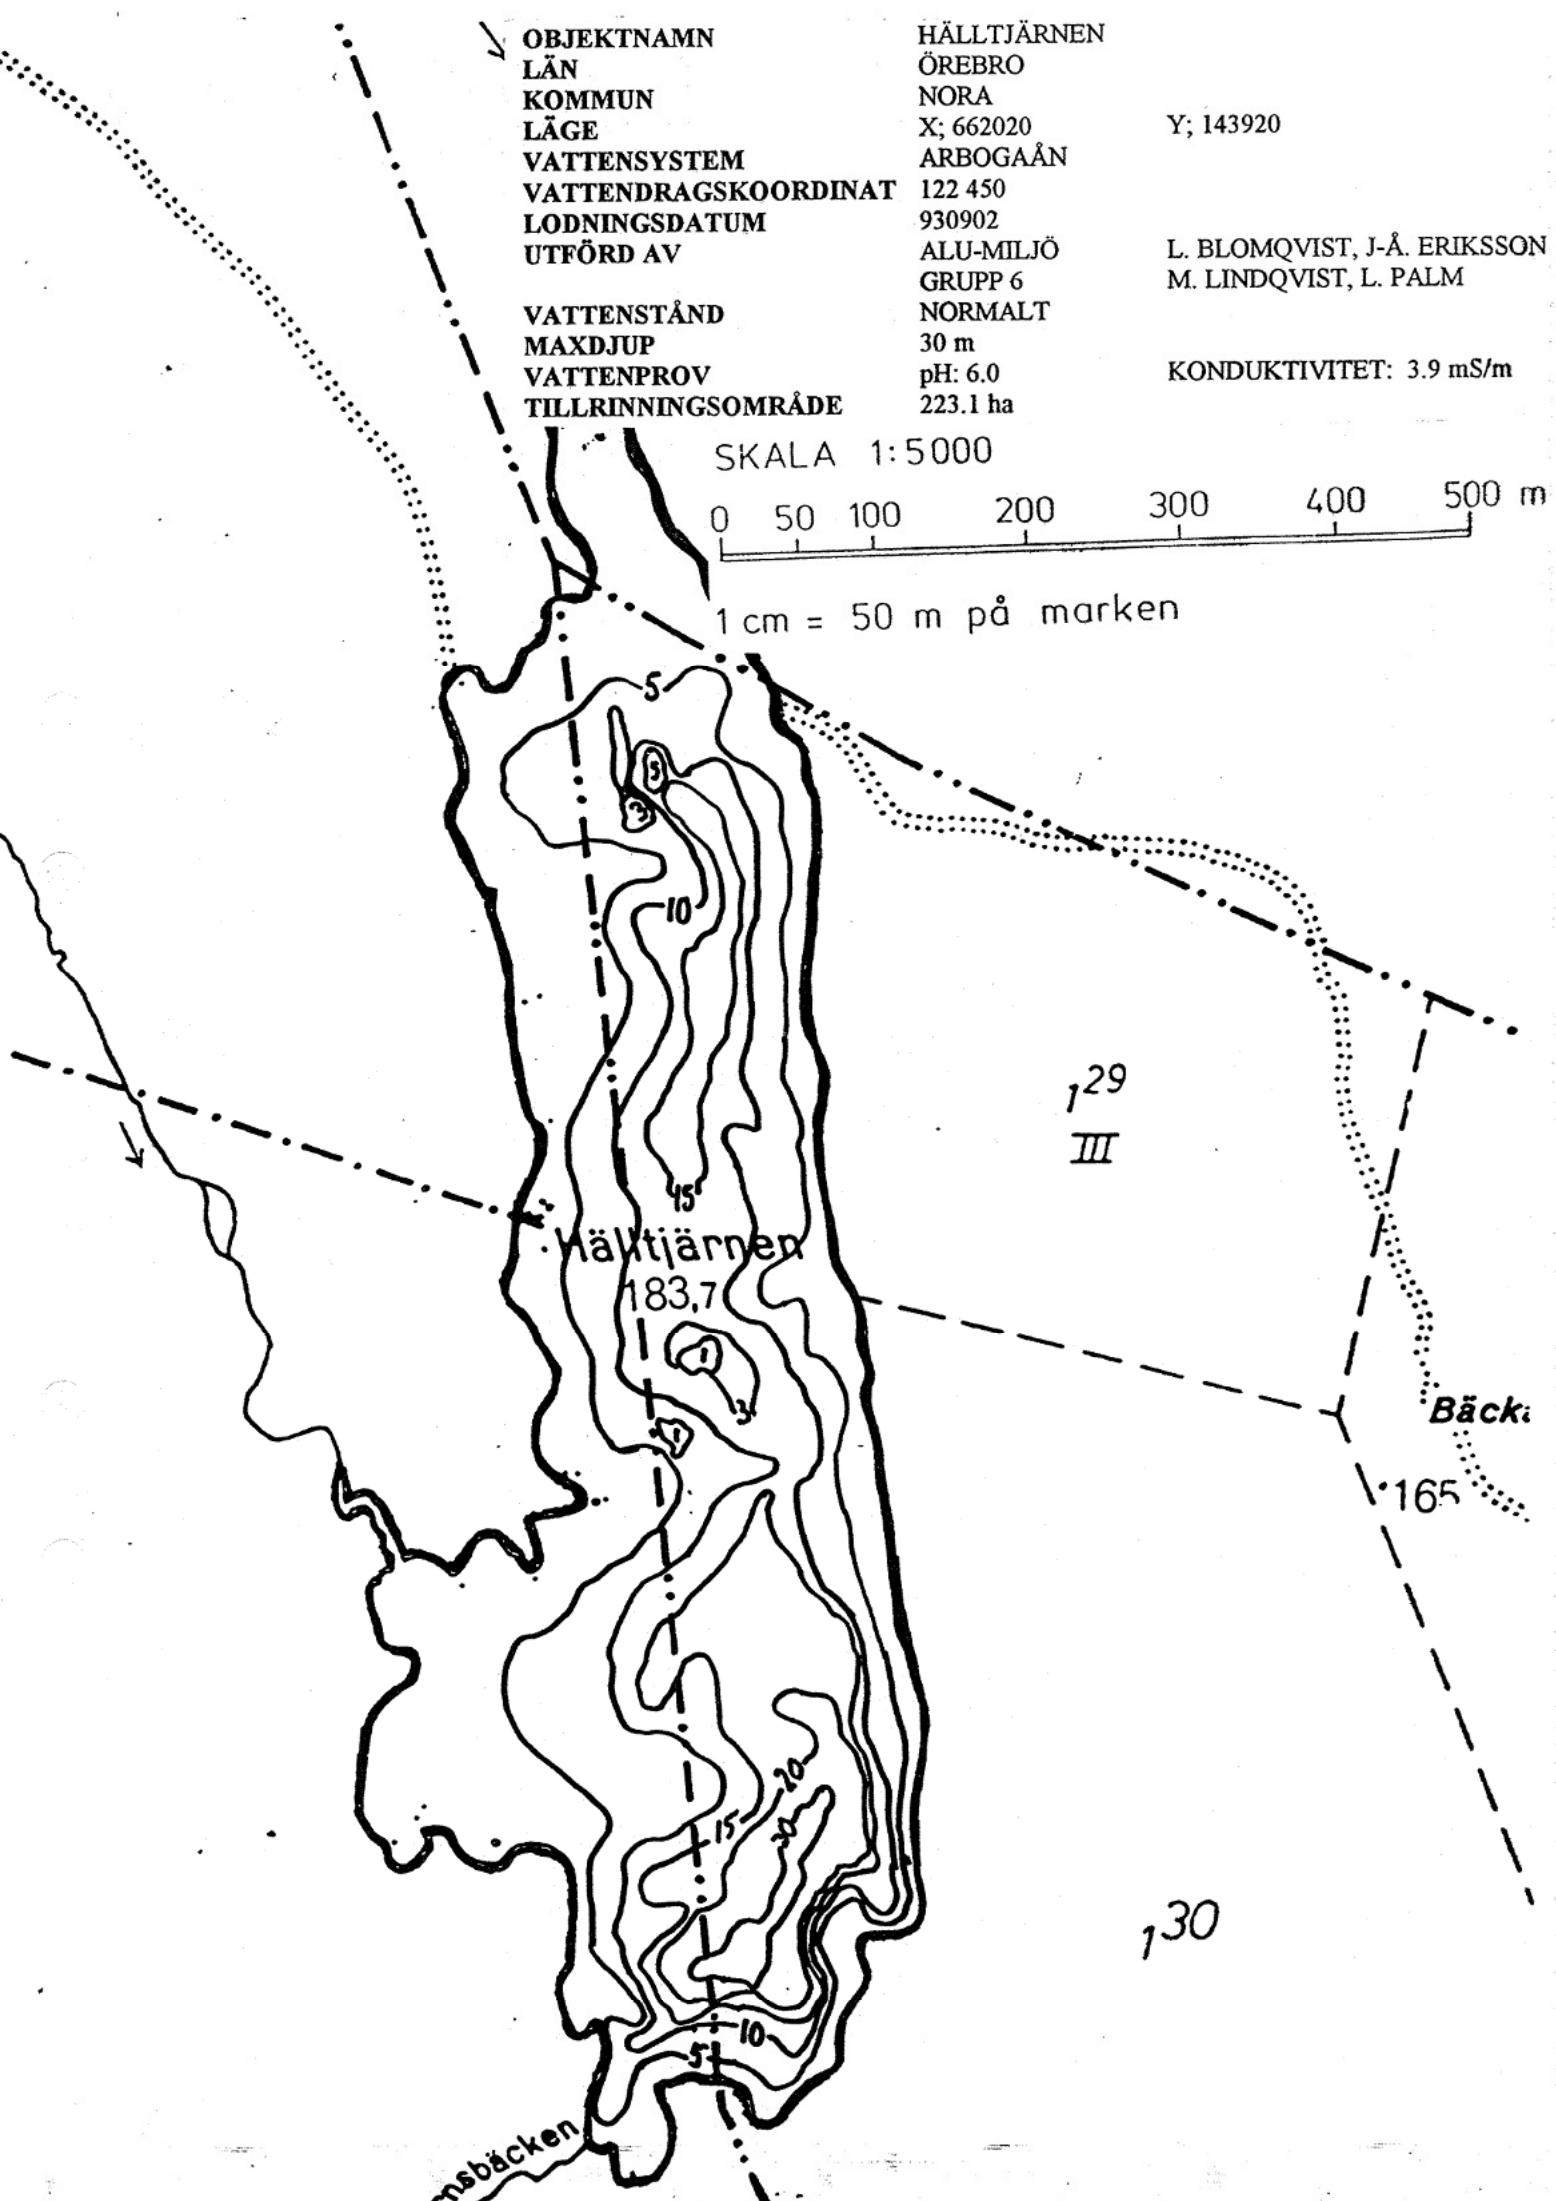 OBJEKTNAMN HÄLLTJÄRNEN
LÄN ÖREBRO
KOMMUN NORA
LÄGE X; 662020 Y; 143920
VATTENSYSTEM ARBOGAÅN
VATTENDRAGSKOORDINAT 122 450
LODNINGSDATUM 930902
UTFÖRD AV ALU-MILJÖ L. BLOMQVIST, J-Å. ERIKSSON
GRUPP 6 M. LINDQVIST, L. PALM
VATTENSTÅND NORMALT
MAXDJUP 30 m
VATTENPROV pH: 6.0 KONDUKTIVITET: 3.9 mS/m
TILLRINNINGSOMRÅDE 223.1 ha
SKALA 1:5000
0 50 100 200 300 400 500 m
1 cm = 50 m på marken
5
5
3
10
129
III
15
Hälltjärnen
183,7
1
3
1
Bäck
165
20
15
30
130
10
5
nsbäcken